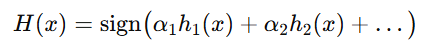 H(x) = sign(α₁h₁(x) + α₂h₂(x) + … )